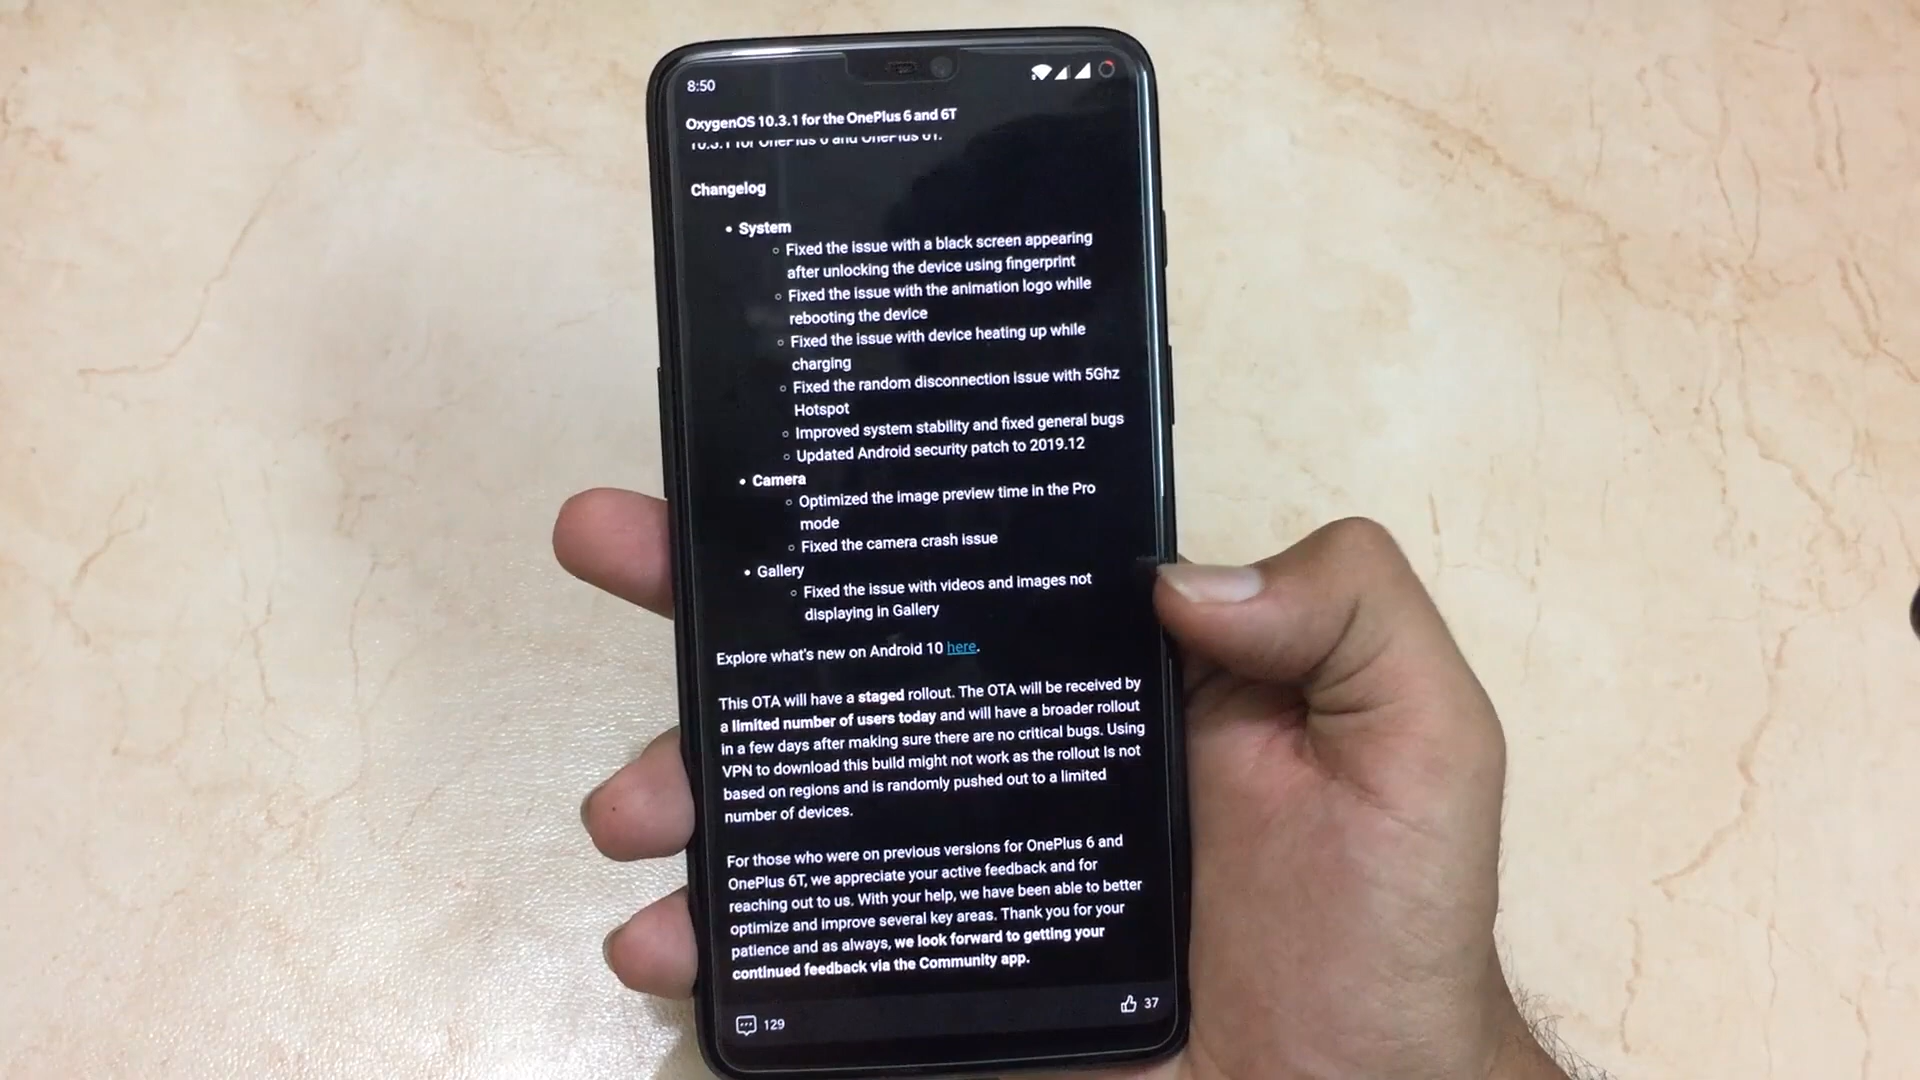 8:50
OxygenOS 10.3.1 for the OnePlus 6 and 6T
10.3.1 for OnePlus 6 and OnePlus 6T.
Changelog
• System
○ Fixed the issue with a black screen appearing
after unlocking the device using fingerprint
○ Fixed the issue with the animation logo while
rebooting the device
○ Fixed the issue with device heating up while
charging
○ Fixed the random disconnection issue with 5Ghz
Hotspot
○ Improved system stability and fixed general bugs
○ Updated Android security patch to 2019.12
• Camera
○ Optimized the image preview time in the Pro
mode
○ Fixed the camera crash issue
• Gallery
○ Fixed the issue with videos and images not
displaying in Gallery
Explore what's new on Android 10 here.
This OTA will have a staged rollout. The OTA will be received by
a limited number of users today and will have a broader rollout
in a few days after making sure there are no critical bugs. Using
VPN to download this build might not work as the rollout is not
based on regions and is randomly pushed out to a limited
number of devices.
For those who were on previous versions for OnePlus 6 and
OnePlus 6T, we appreciate your active feedback and for
reaching out to us. With your help, we have been able to better
optimize and improve several key areas. Thank you for your
patience and as always, we look forward to getting your
continued feedback via the Community app.
129
37